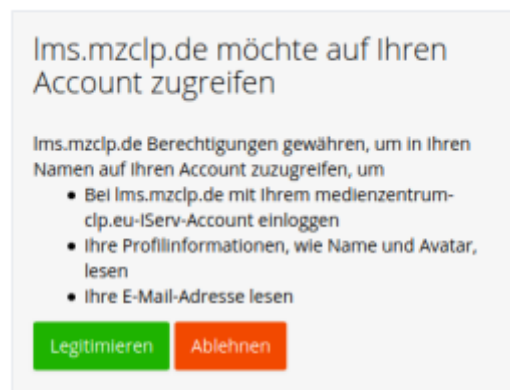 lms.mzclp.de möchte auf Ihren
Account zugreifen
lms.mzclp.de Berechtigungen gewähren, um in Ihren
Namen auf Ihren Account zuzugreifen, um
• Bei lms.mzclp.de mit Ihrem medienzentrum-
clp.eu-IServ-Account einloggen
• Ihre Profilinformationen, wie Name und Avatar,
lesen
• Ihre E-Mail-Adresse lesen
Legitimieren Ablehnen